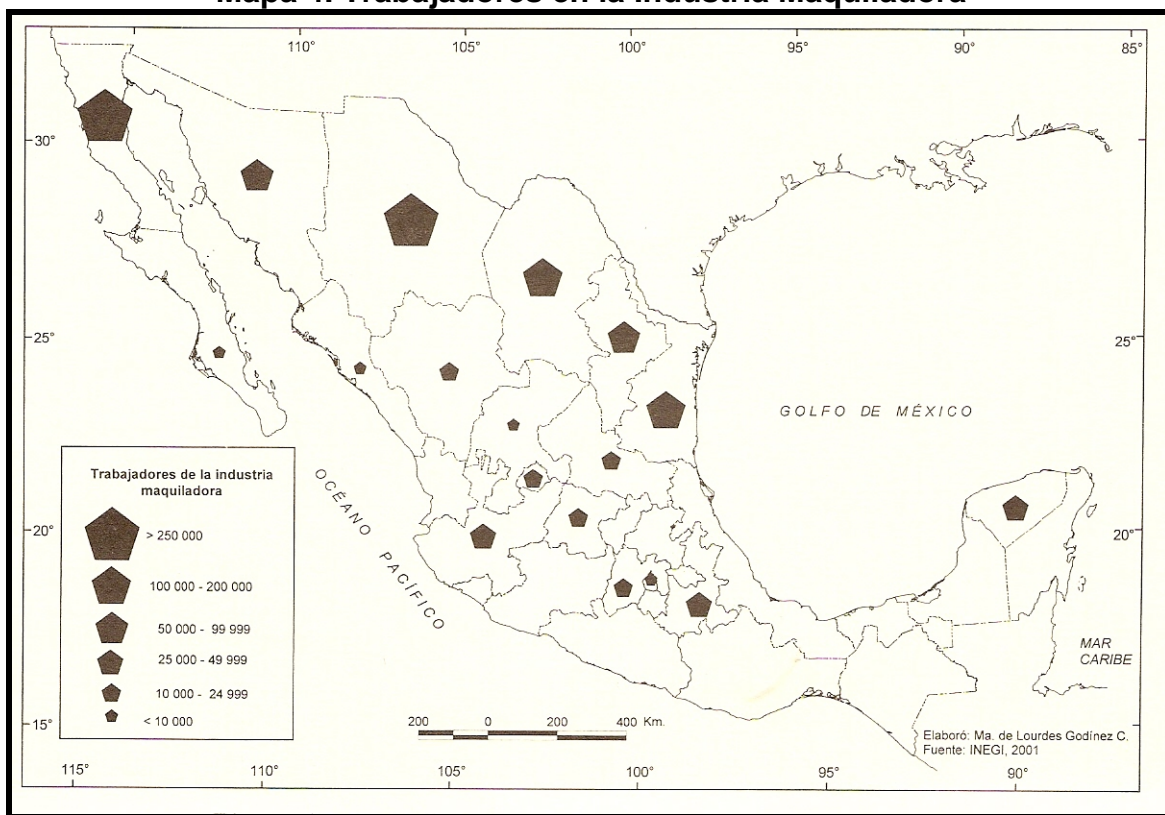 Mapa 4. Trabajadores en la Industria Maquiladora
110° 105° 100° 95° 90° 85°
30°
25° 25°
20° 20°
15° 15°
115° 110° 105° 100° 95° 90°
GOLFO DE MÉXICO
OCÉANO PACÍFICO
MAR
CARIBE
Trabajadores de la industria
maquiladora
> 250 000
100 000 - 200 000
50 000 - 99 999
25 000 - 49 999
10 000 - 24 999
< 10 000
200 0 200 400 Km.
Elaboró: Ma. de Lourdes Godínez C.
Fuente: INEGI, 2001